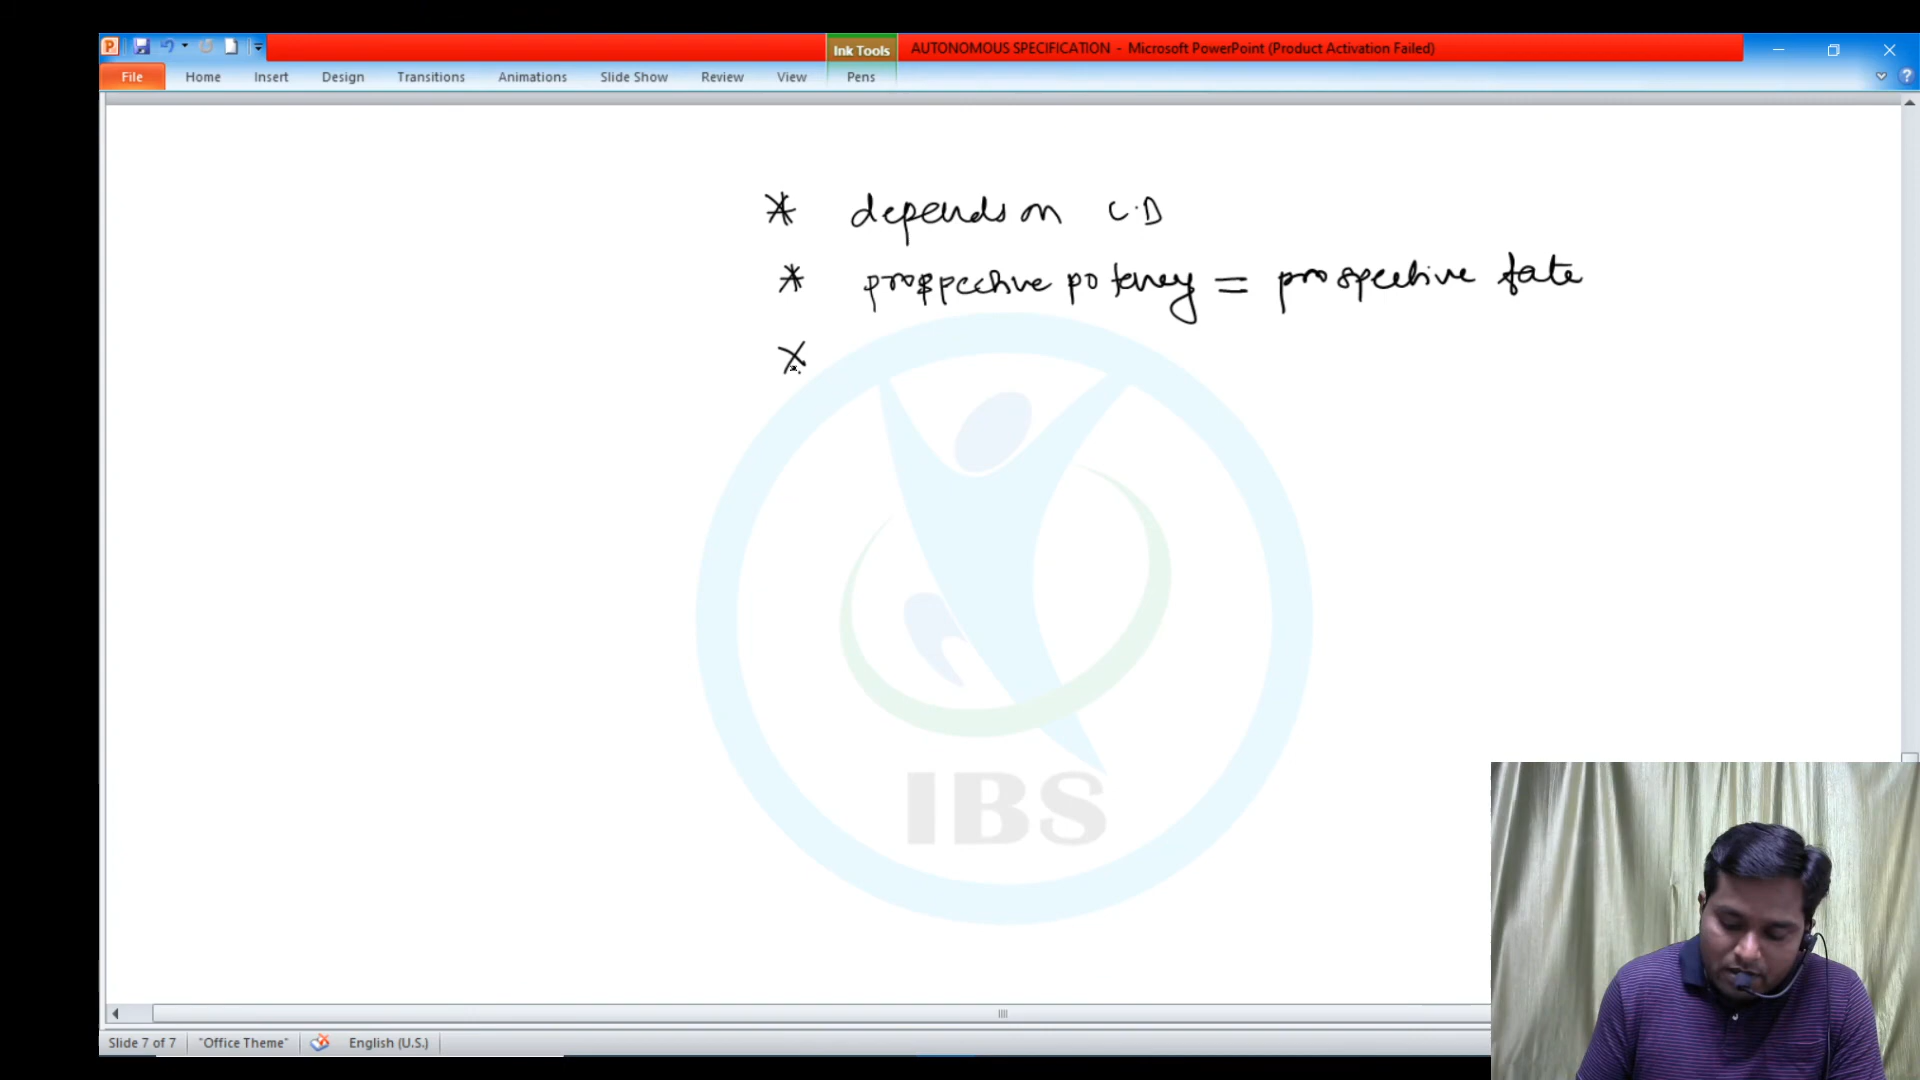 Ink Tools AUTONOMOUS SPECIFICATION - Microsoft PowerPoint (Product Activation Failed)
File Home Insert Design Transitions Animations Slide Show Review View Pens
* depends on C.D
* prospective potency = prospective fate
*
IBS
Slide 7 of 7 "Office Theme" English (U.S.)